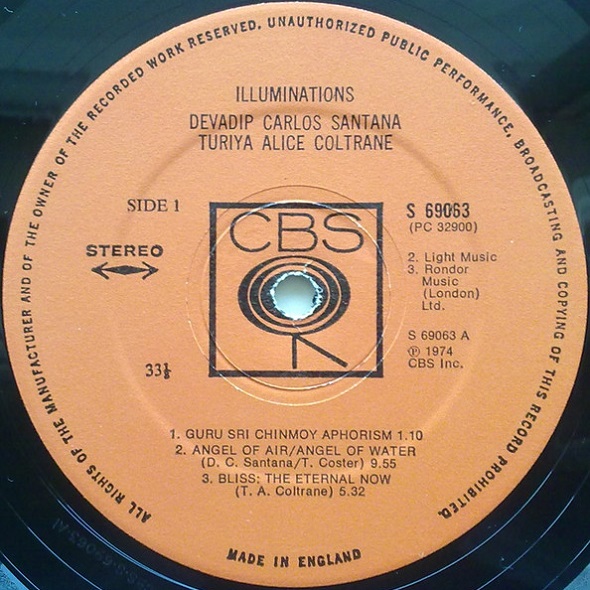 ALL RIGHTS OF THE MANUFACTURER AND OF THE OWNER OF THE RECORDED WORK RESERVED. UNAUTHORIZED PUBLIC PERFORMANCE, BROADCASTING AND COPYING OF THIS RECORD PROHIBITED.
ILLUMINATIONS
DEVADIP CARLOS SANTANA
TURIYA ALICE COLTRANE
SIDE 1
STEREO
33⅓
CBS
S 69063
(PC 32900)
2. Light Music
3. Rondor
Music
(London)
Ltd.
S 69063 A
℗ 1974
CBS Inc.
1. GURU SRI CHINMOY APHORISM 1.10
2. ANGEL OF AIR/ANGEL OF WATER
(D. C. Santana/T. Coster) 9.55
3. BLISS: THE ETERNAL NOW
(T. A. Coltrane) 5.32
MADE IN ENGLAND